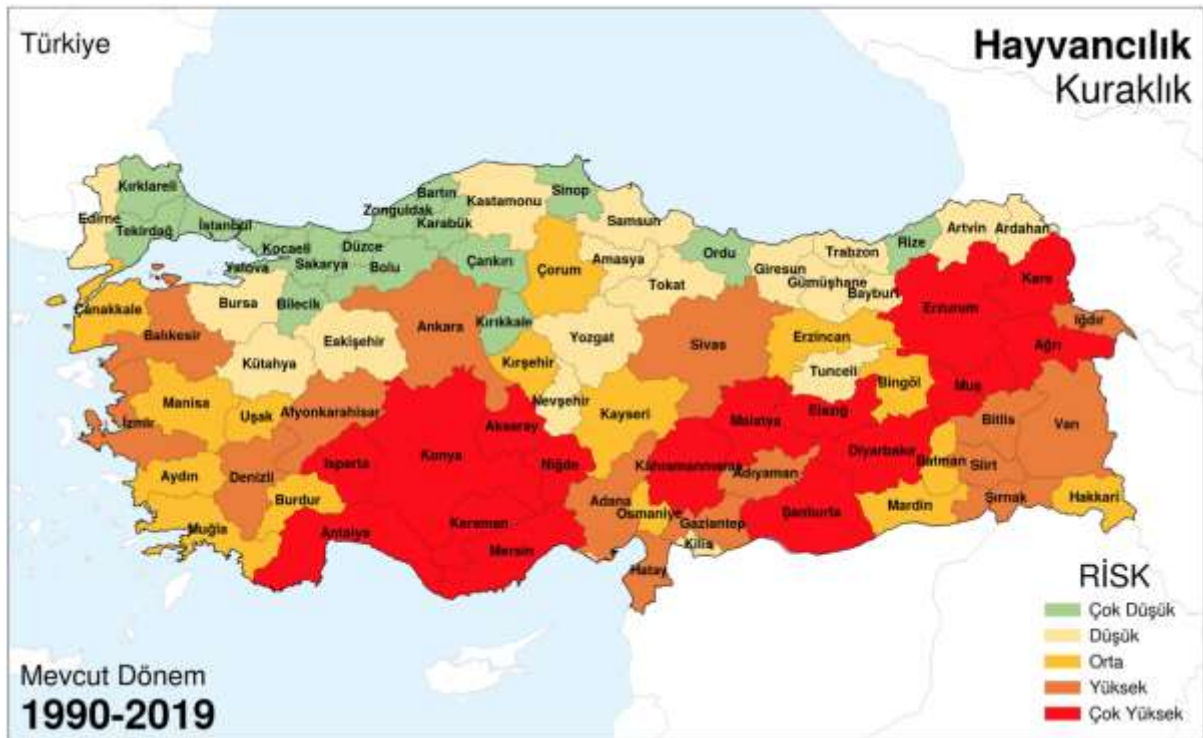 Türkiye
Hayvancılık
Kuraklık
Kırklareli
Edirne
Tekirdağ
İstanbul
Kocaeli
Yalova
Sakarya
Düzce
Bolu
Zonguldak
Bartın
Karabük
Kastamonu
Sinop
Samsun
Çankırı
Çorum
Amasya
Tokat
Ordu
Giresun
Gümüşhane
Trabzon
Bayburt
Rize
Artvin
Ardahan
Kars
Erzurum
Iğdır
Ağrı
Çanakkale
Balıkesir
Bursa
Bilecik
Kütahya
Eskişehir
Ankara
Kırıkkale
Kırşehir
Yozgat
Sivas
Erzincan
Tunceli
Bingöl
Muş
Manisa
Uşak
Afyonkarahisar
İzmir
Aksaray
Nevşehir
Kayseri
Malatya
Elazığ
Bitlis
Van
Aydın
Denizli
Isparta
Burdur
Konya
Niğde
Kahramanmaraş
Adıyaman
Diyarbakır
Batman
Siirt
Şırnak
Hakkari
Muğla
Antalya
Karaman
Mersin
Adana
Osmaniye
Gaziantep
Kilis
Şanlıurfa
Mardin
Hatay
RİSK
Çok Düşük
Düşük
Orta
Yüksek
Çok Yüksek
Mevcut Dönem
1990-2019